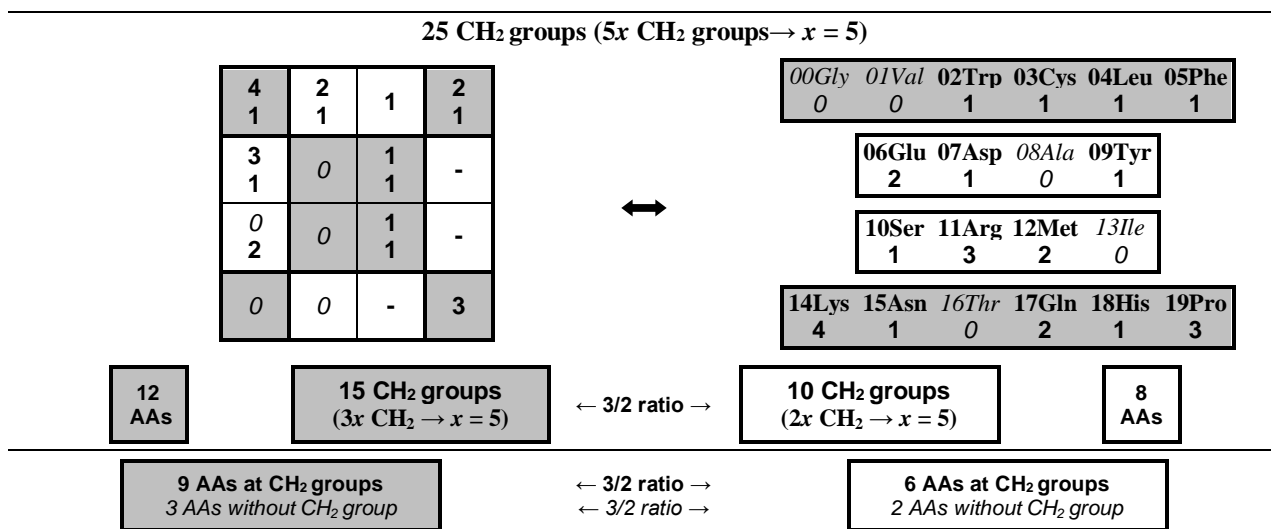 25 CH₂ groups (5x CH₂ groups→ x = 5)
4 2 1 2
1 1 1
3 0 1 -
1 1
0 0 1 -
2 1
0 0 - 3
00Gly 01Val 02Trp 03Cys 04Leu 05Phe
0 0 1 1 1 1
06Glu 07Asp 08Ala 09Tyr
2 1 0 1
10Ser 11Arg 12Met 13Ile
1 3 2 0
14Lys 15Asn 16Thr 17Gln 18His 19Pro
4 1 0 2 1 3
12
AAs
15 CH₂ groups
(3x CH₂ → x = 5)
← 3/2 ratio →
10 CH₂ groups
(2x CH₂ → x = 5)
8
AAs
9 AAs at CH₂ groups
3 AAs without CH₂ group
← 3/2 ratio →
← 3/2 ratio →
6 AAs at CH₂ groups
2 AAs without CH₂ group